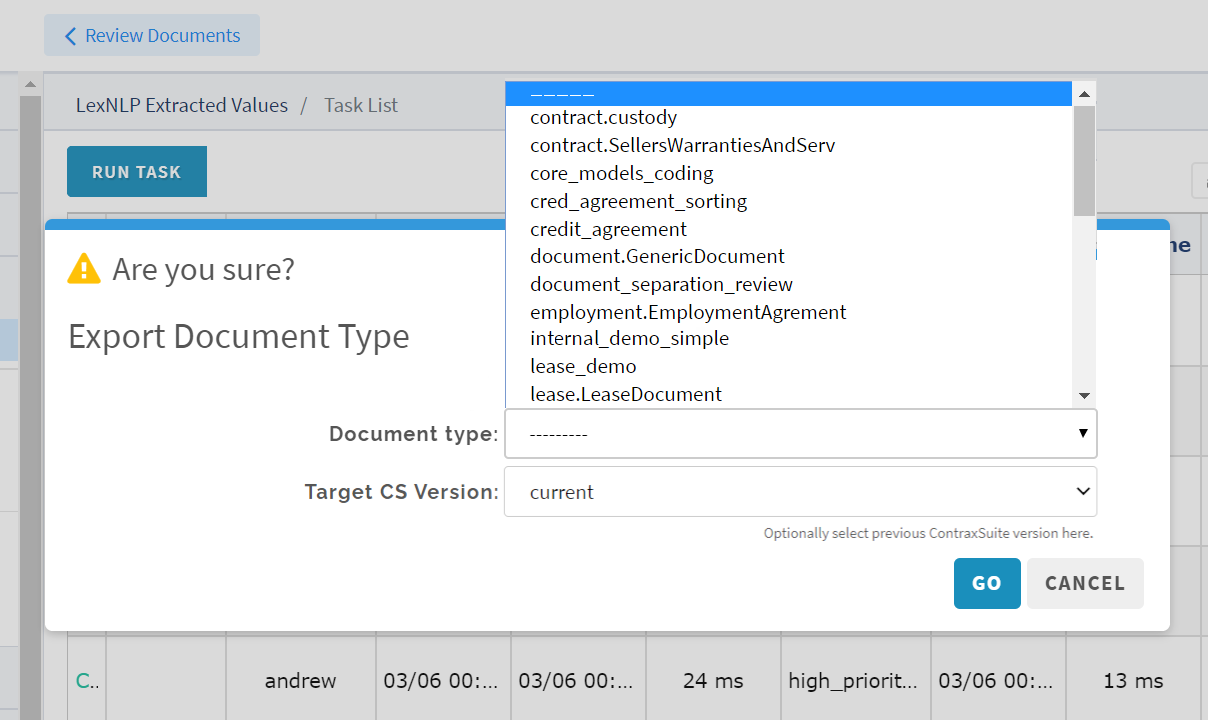 Review Documents
LexNLP Extracted Values / Task List
RUN TASK
-----
contract.custody
contract.SellersWarrantiesAndServ
core_models_coding
cred_agreement_sorting
credit_agreement
document.GenericDocument
document_separation_review
employment.EmploymentAgrement
internal_demo_simple
lease_demo
lease.LeaseDocument
Are you sure?
Export Document Type
Document type: ---------
Target CS Version: current
Optionally select previous ContraxSuite version here.
GO CANCEL
C.. andrew 03/06 00:... 03/06 00:... 24 ms high_priorit... 03/06 00:... 13 ms